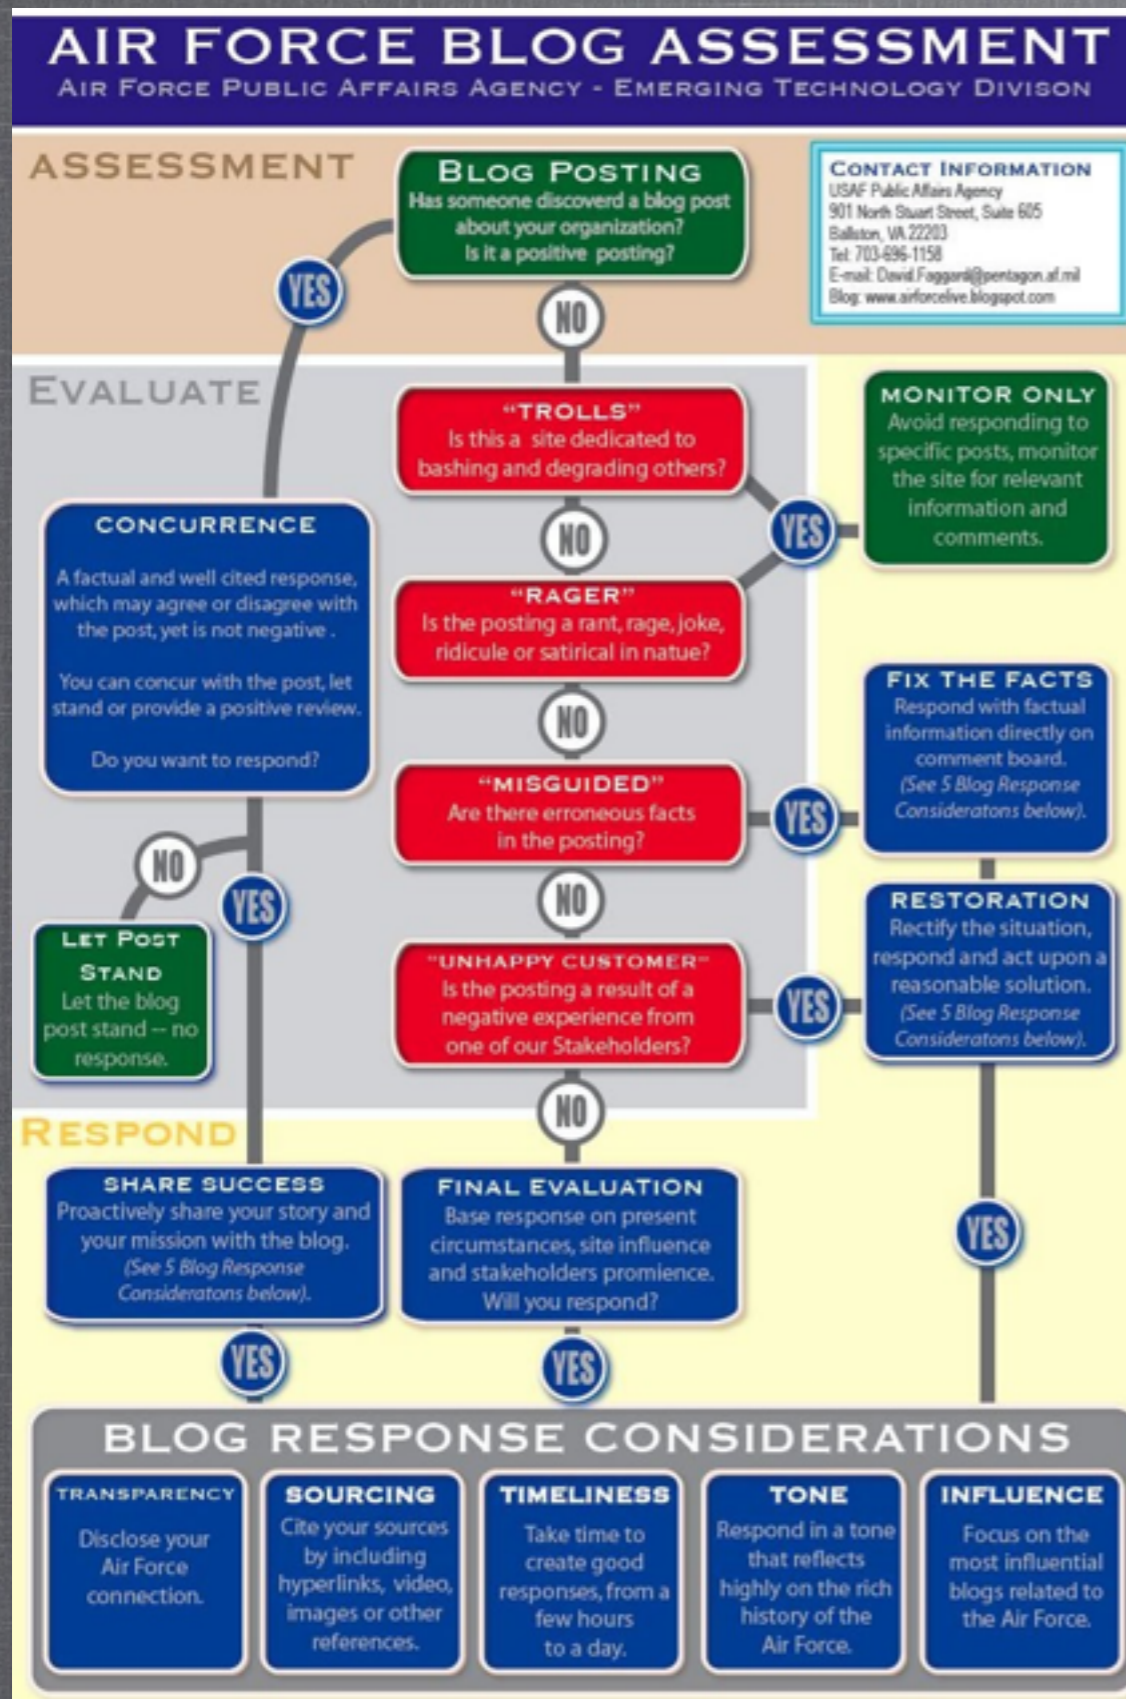 AIR FORCE BLOG ASSESSMENT
AIR FORCE PUBLIC AFFAIRS AGENCY - EMERGING TECHNOLOGY DIVISON
ASSESSMENT
BLOG POSTING
Has someone discoverd a blog post
about your organization?
Is it a positive posting?
CONTACT INFORMATION
USAF Public Affairs Agency
901 North Stuart Street, Suite 605
Ballston, VA 22203
Tel: 703-696-1158
E-mail: David.Faggard@pentagon.af.mil
Blog: www.airforcelive.blogspot.com
YES
NO
EVALUATE
"TROLLS"
Is this a site dedicated to
bashing and degrading others?
MONITOR ONLY
Avoid responding to
specific posts, monitor
the site for relevant
information and
comments.
YES
NO
CONCURRENCE
A factual and well cited response,
which may agree or disagree with
the post, yet is not negative .
You can concur with the post, let
stand or provide a positive review.
Do you want to respond?
"RAGER"
Is the posting a rant, rage, joke,
ridicule or satirical in natue?
NO
FIX THE FACTS
Respond with factual
information directly on
comment board.
(See 5 Blog Response
Consideratons below).
"MISGUIDED"
Are there erroneous facts
in the posting?
YES
NO
YES
NO
LET POST
STAND
Let the blog
post stand -- no
response.
"UNHAPPY CUSTOMER"
Is the posting a result of a
negative experience from
one of our Stakeholders?
YES
RESTORATION
Rectify the situation,
respond and act upon a
reasonable solution.
(See 5 Blog Response
Consideratons below).
NO
RESPOND
SHARE SUCCESS
Proactively share your story and
your mission with the blog.
(See 5 Blog Response
Consideratons below).
FINAL EVALUATION
Base response on present
circumstances, site influence
and stakeholders promience.
Will you respond?
YES
YES
YES
BLOG RESPONSE CONSIDERATIONS
TRANSPARENCY
Disclose your
Air Force
connection.
SOURCING
Cite your sources
by including
hyperlinks, video,
images or other
references.
TIMELINESS
Take time to
create good
responses, from a
few hours
to a day.
TONE
Respond in a tone
that reflects
highly on the rich
history of the
Air Force.
INFLUENCE
Focus on the
most influential
blogs related to
the Air Force.